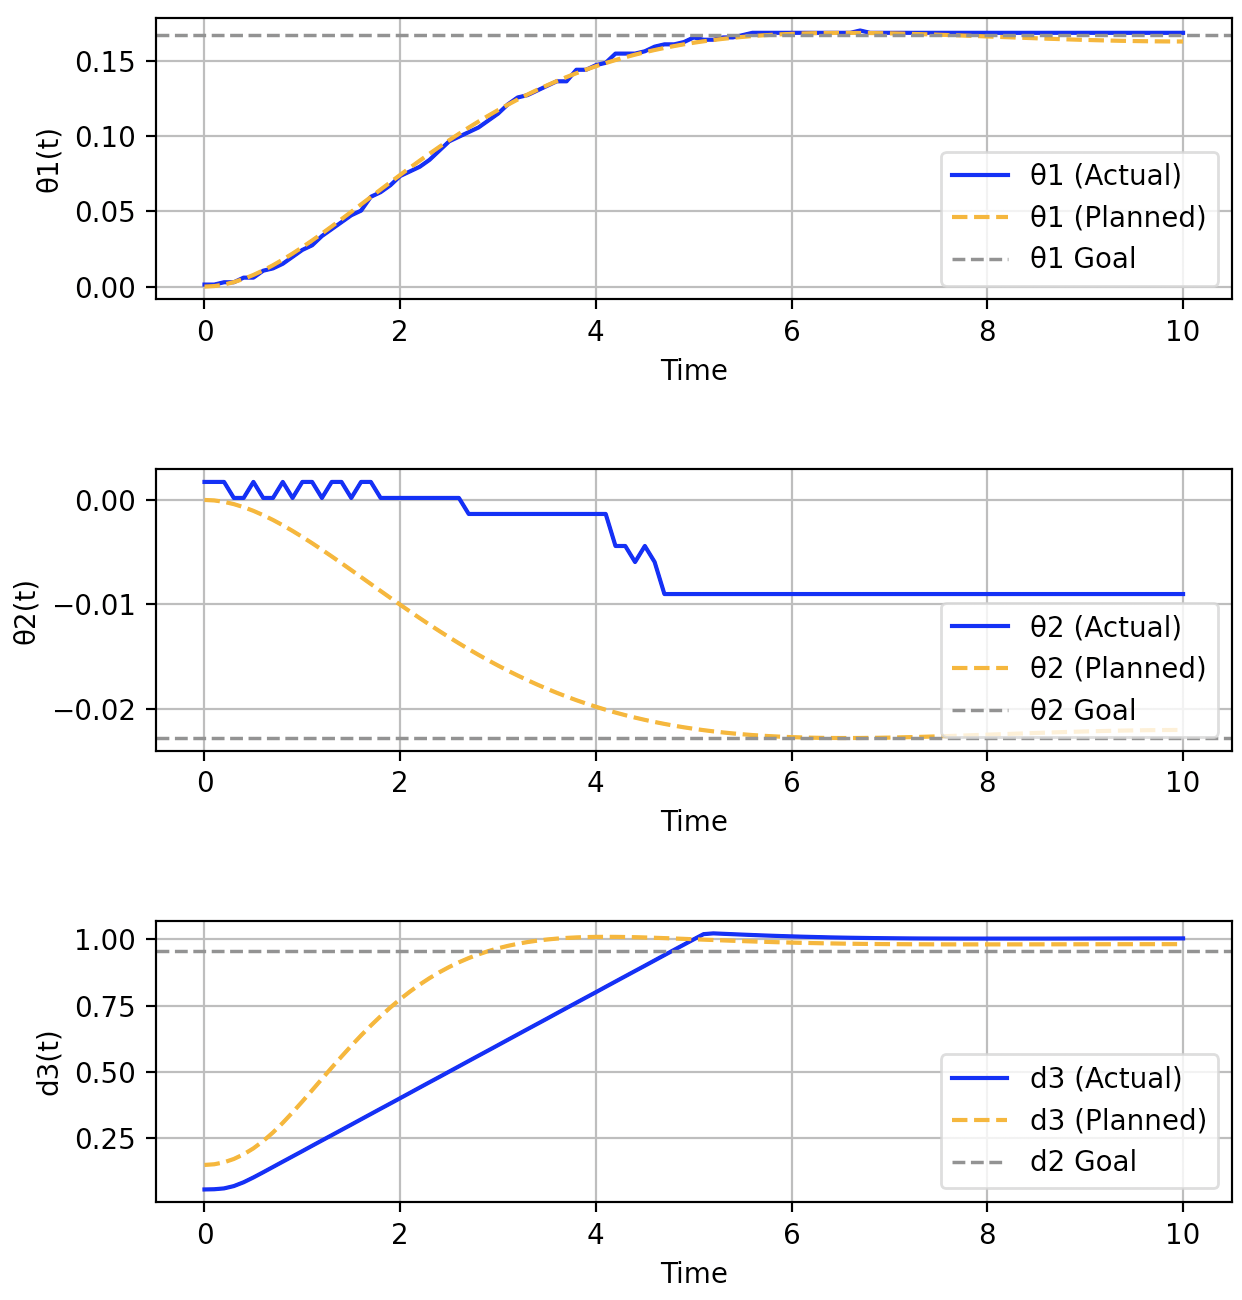 θ1(t)
0.15
0.10
0.05
0.00
0 2 4 6 8 10
Time
θ1 (Actual)
θ1 (Planned)
θ1 Goal
θ2(t)
0.00
−0.01
−0.02
0 2 4 6 8 10
Time
θ2 (Actual)
θ2 (Planned)
θ2 Goal
d3(t)
1.00
0.75
0.50
0.25
0 2 4 6 8 10
Time
d3 (Actual)
d3 (Planned)
d2 Goal